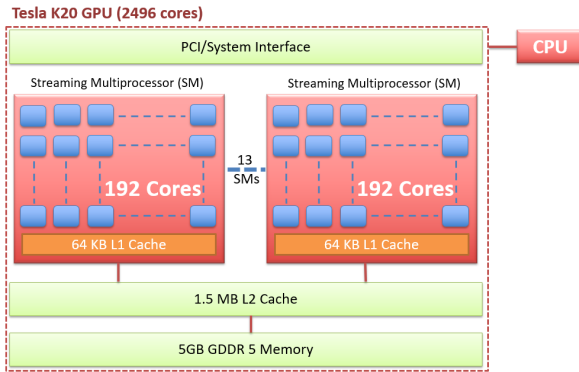 Tesla K20 GPU (2496 cores)
PCI/System Interface
CPU
Streaming Multiprocessor (SM)
Streaming Multiprocessor (SM)
192 Cores
13
SMs
192 Cores
64 KB L1 Cache
64 KB L1 Cache
1.5 MB L2 Cache
5GB GDDR 5 Memory